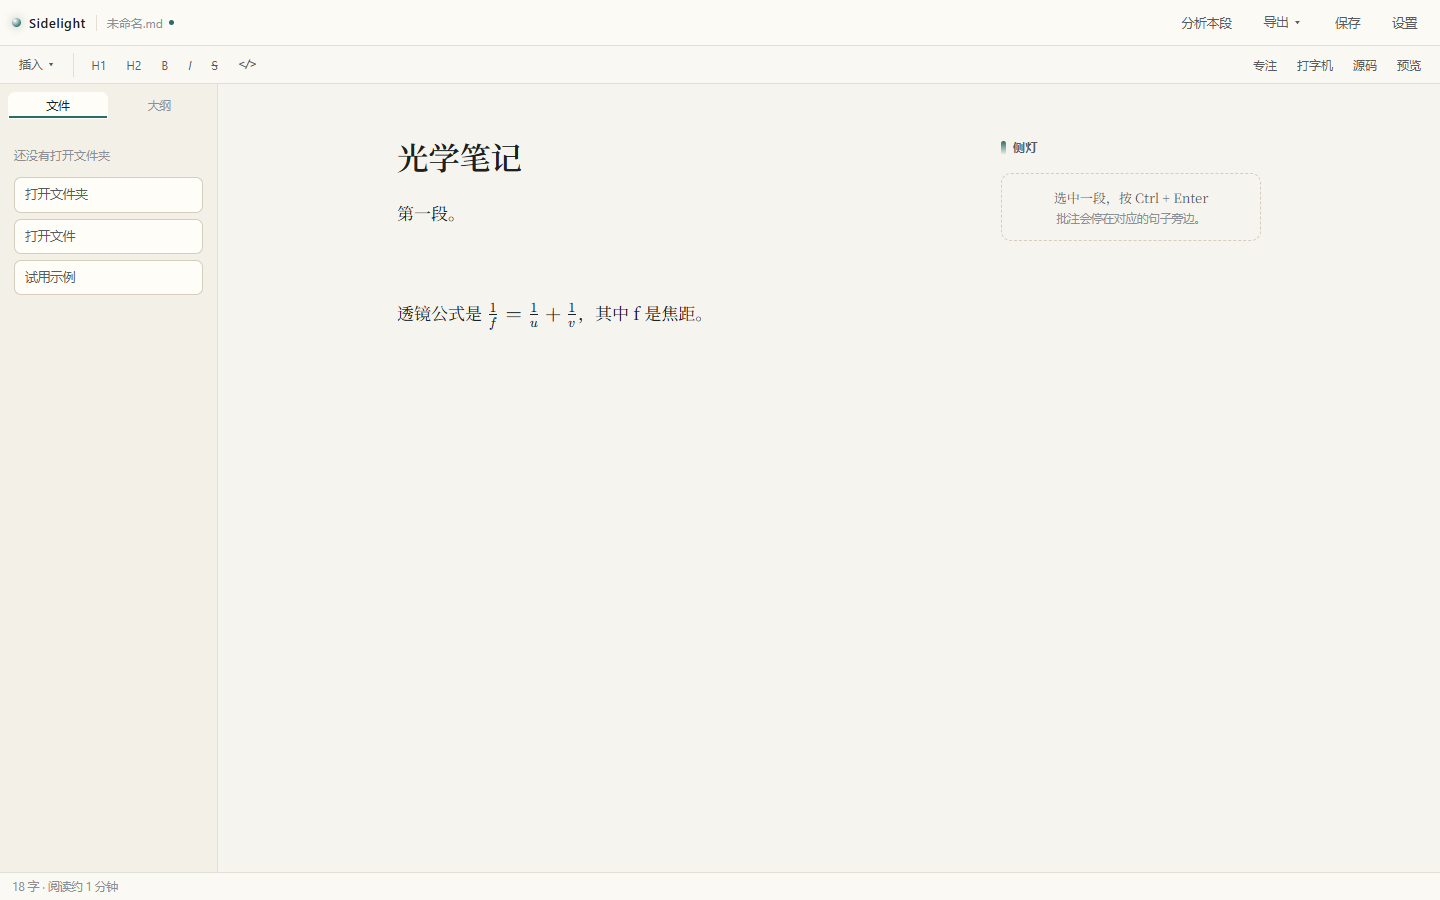 Sidelight 未命名.md
分析本段 导出 保存 设置
插入 H1 H2 B I S </>
专注 打字机 源码 预览
文件 大纲
还没有打开文件夹
打开文件夹
打开文件
试用示例
光学笔记
第一段。
透镜公式是 1/f = 1/u + 1/v，其中 f 是焦距。
侧灯
选中一段，按 Ctrl + Enter
批注会停在对应的句子旁边。
18 字 · 阅读约 1 分钟